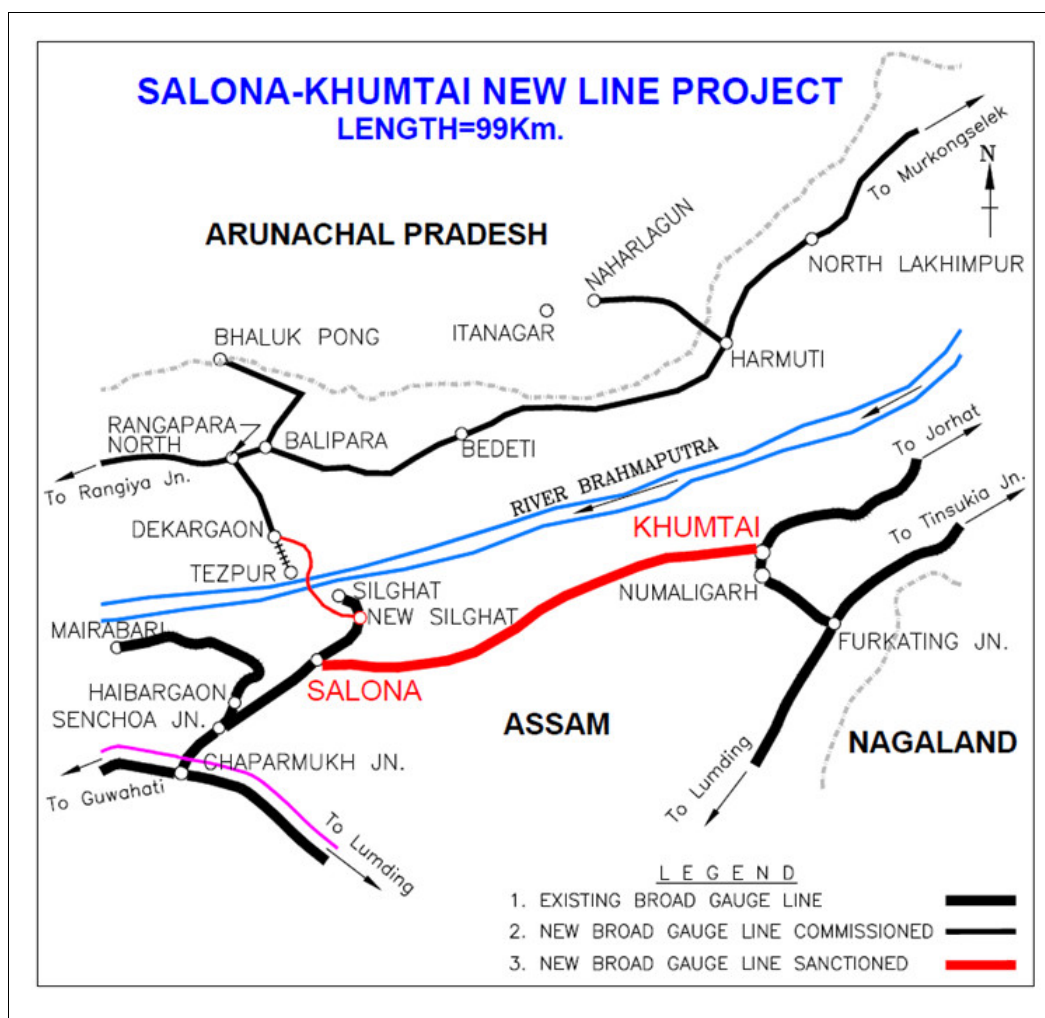 SALONA-KHUMTAI NEW LINE PROJECT
LENGTH=99Km.
To Murkongselek
N
ARUNACHAL PRADESH
NAHARLAGUN
NORTH LAKHIMPUR
ITANAGAR
BHALUK PONG
HARMUTI
RANGAPARA
NORTH
BALIPARA
BEDETI
To Rangiya Jn.
RIVER BRAHMAPUTRA
To Jorhat
To Tinsukia Jn.
DEKARGAON
KHUMTAI
TEZPUR
SILGHAT
NUMALIGARH
NEW SILGHAT
MAIRABARI
FURKATING JN.
HAIBARGAON
SALONA
SENCHOA JN.
ASSAM
NAGALAND
CHAPARMUKH JN.
To Guwahati
To Lumding
To Lumding
LEGEND
1. EXISTING BROAD GAUGE LINE
2. NEW BROAD GAUGE LINE COMMISSIONED
3. NEW BROAD GAUGE LINE SANCTIONED